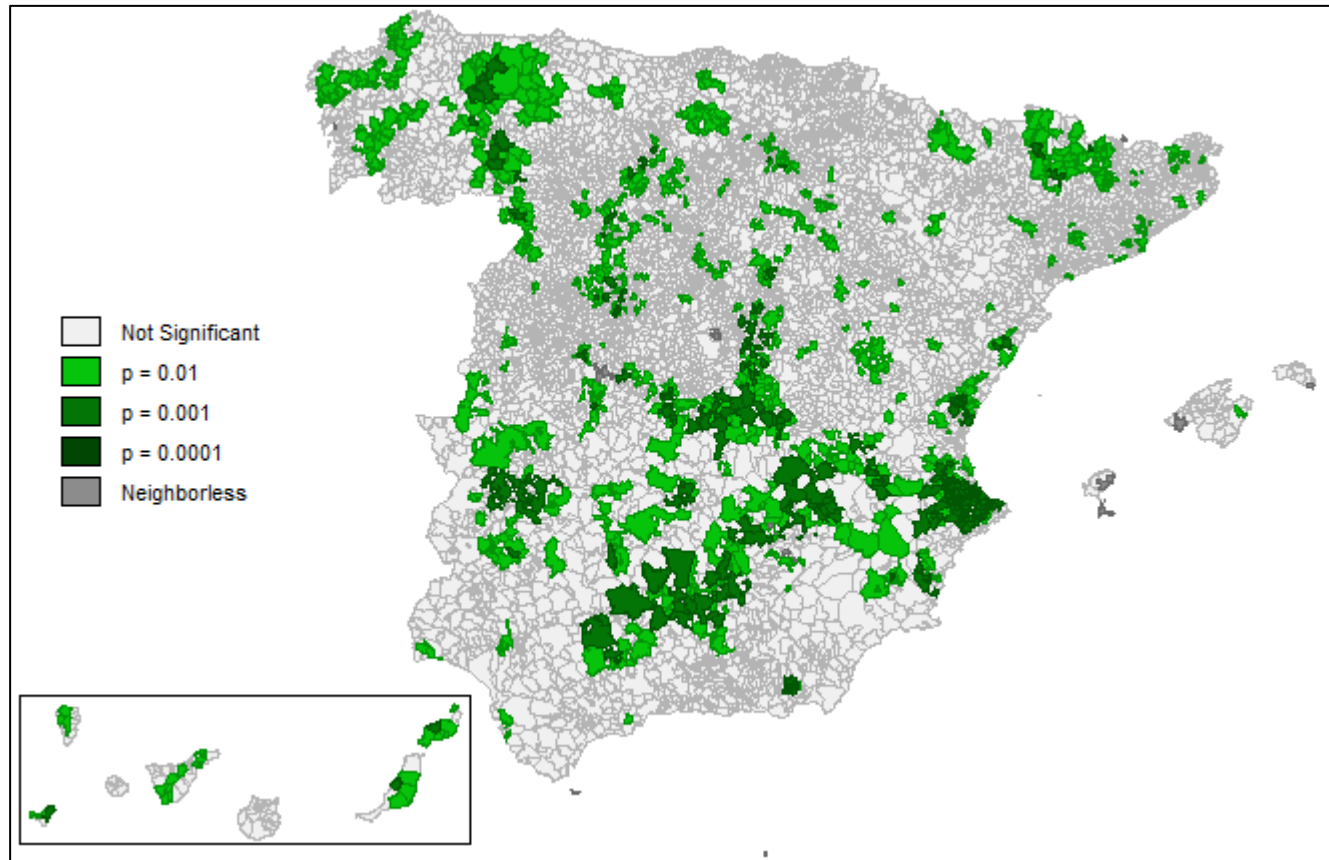 Not Significant
p = 0.01
p = 0.001
p = 0.0001
Neighborless